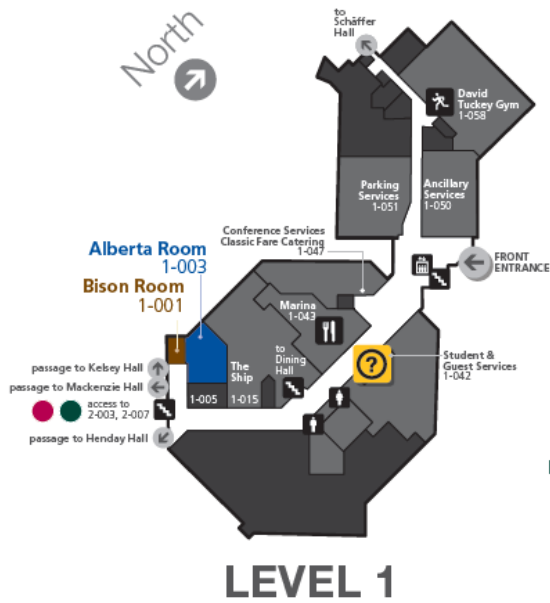 North
to
Schäffer
Hall
David
Tuckey Gym
1-058
Parking
Services
1-051
Ancillary
Services
1-050
Conference Services
Classic Fare Catering
1-047
FRONT
ENTRANCE
Alberta Room
1-003
Bison Room
1-001
Marina
1-043
to
Dining
Hall
?
Student &
Guest Services
1-042
The
Ship
1-015
1-005
passage to Kelsey Hall
passage to Mackenzie Hall
access to
2-003, 2-007
passage to Henday Hall
LEVEL 1